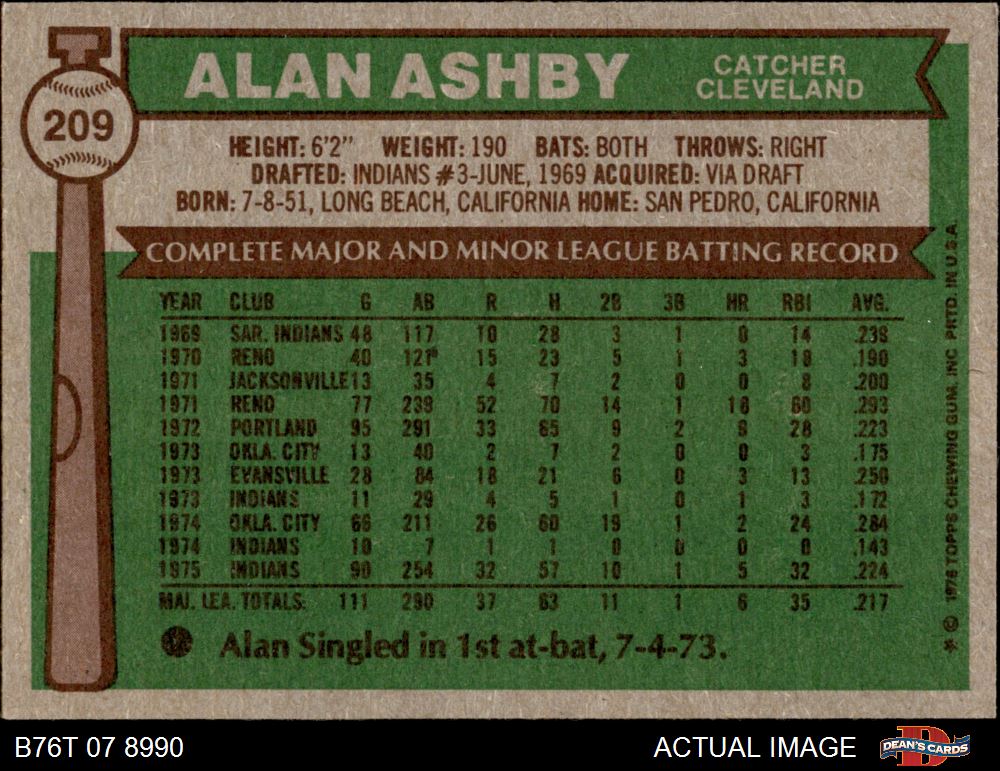 209
ALAN ASHBY
CATCHER
CLEVELAND
HEIGHT: 6'2" WEIGHT: 190 BATS: BOTH THROWS: RIGHT
DRAFTED: INDIANS #3-JUNE, 1969 ACQUIRED: VIA DRAFT
BORN: 7-8-51, LONG BEACH, CALIFORNIA HOME: SAN PEDRO, CALIFORNIA
COMPLETE MAJOR AND MINOR LEAGUE BATTING RECORD
YEAR CLUB G AB R H 2B 3B HR RBI AVG.
1969 SAR. INDIANS 48 117 10 28 3 1 0 14 .238
1970 RENO 40 121 15 23 5 1 3 18 .190
1971 JACKSONVILLE 13 35 4 7 2 0 0 8 .200
1971 RENO 77 239 52 70 14 1 18 60 .293
1972 PORTLAND 95 291 33 65 9 2 9 28 .223
1973 OKLA. CITY 13 40 2 7 2 0 0 3 .175
1973 EVANSVILLE 28 84 18 21 6 0 3 13 .250
1973 INDIANS 11 29 4 5 1 0 1 3 .172
1974 OKLA. CITY 66 211 26 60 19 1 2 24 .284
1974 INDIANS 10 7 1 1 0 0 0 0 .143
1975 INDIANS 90 254 32 57 10 1 5 32 .224
MAJ. LEA. TOTALS: 111 290 37 63 11 1 6 35 .217
Alan Singled in 1st at-bat, 7-4-73.
* © 1976 TOPPS CHEWING GUM, INC. PRTD. IN U.S.A.
B76T 07 8990
ACTUAL IMAGE
DEAN'S CARDS